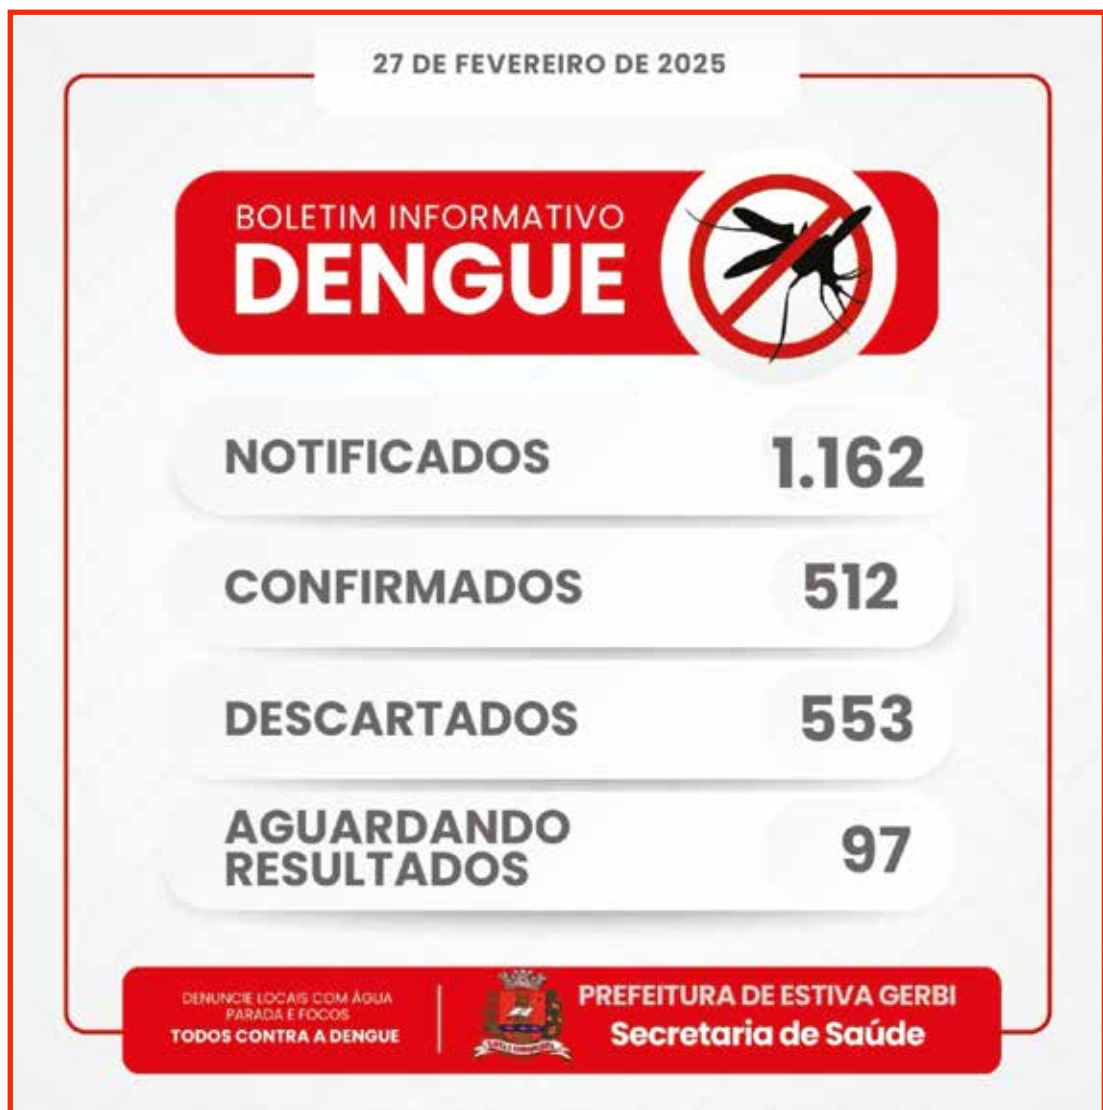 27 DE FEVEREIRO DE 2025
BOLETIM INFORMATIVO
DENGUE
NOTIFICADOS 1.162
CONFIRMADOS 512
DESCARTADOS 553
AGUARDANDO
RESULTADOS 97
DENUNCIE LOCAIS COM ÁGUA
PARADA E FOCOS
TODOS CONTRA A DENGUE
PREFEITURA DE ESTIVA GERBI
Secretaria de Saúde